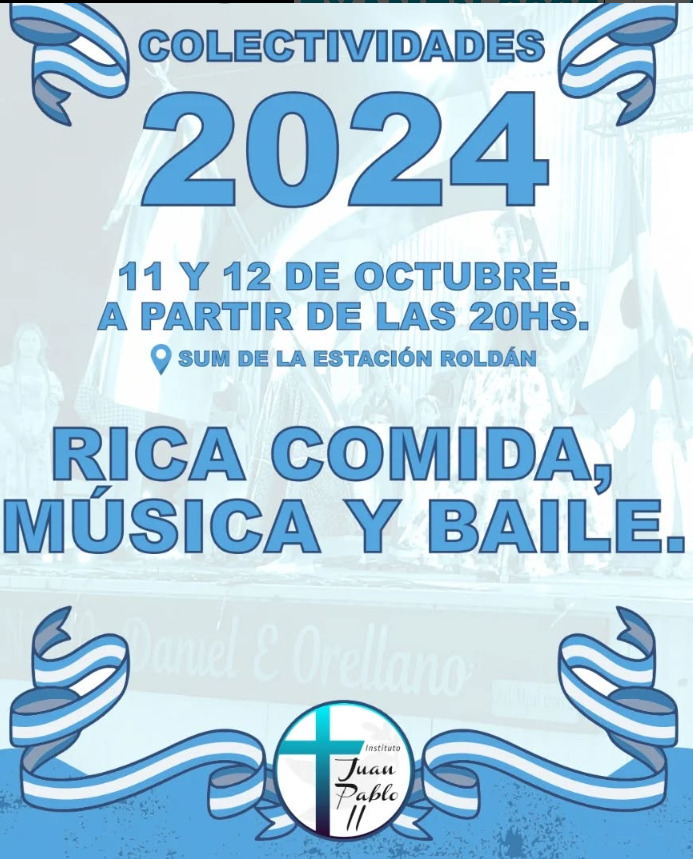 COLECTIVIDADES
2024
11 Y 12 DE OCTUBRE.
A PARTIR DE LAS 20HS.
SUM DE LA ESTACIÓN ROLDÁN
RICA COMIDA,
MÚSICA Y BAILE.
Daniel E Orellano
Instituto
Juan
Pablo
II